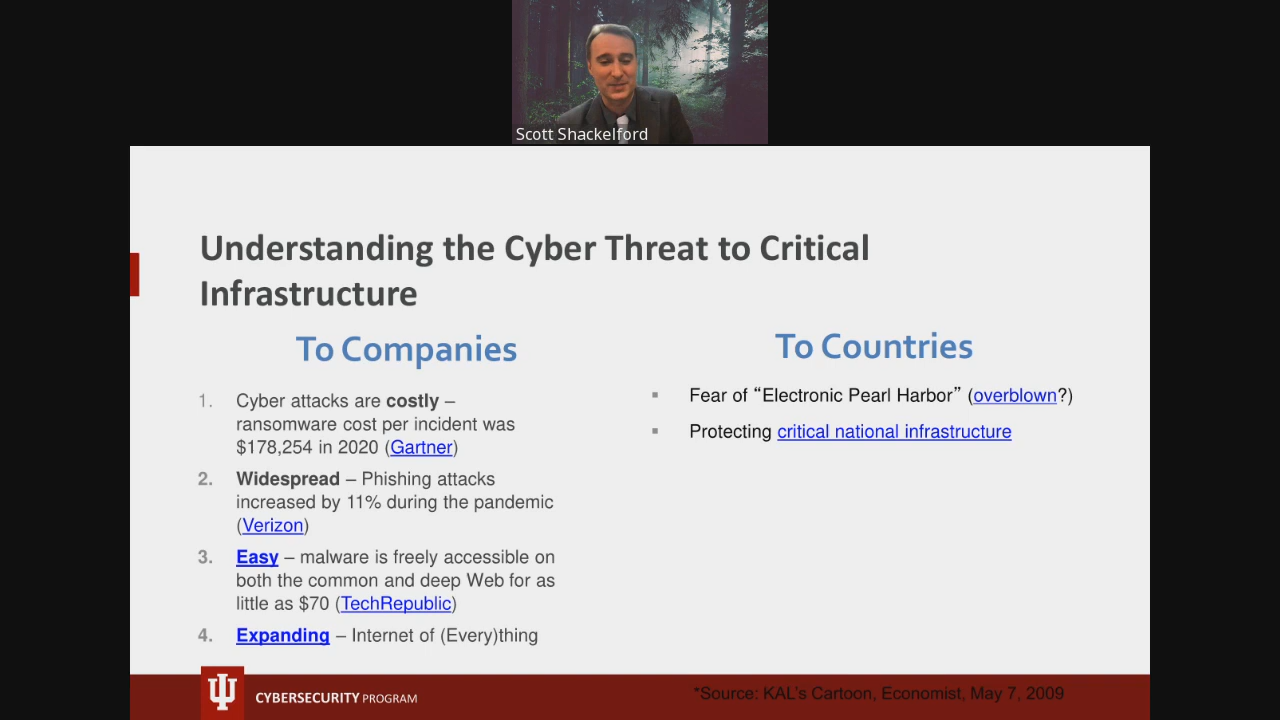 Scott Shackelford
Understanding the Cyber Threat to Critical
Infrastructure
To Companies
1. Cyber attacks are costly –
ransomware cost per incident was
$178,254 in 2020 (Gartner)
2. Widespread – Phishing attacks
increased by 11% during the pandemic
(Verizon)
3. Easy – malware is freely accessible on
both the common and deep Web for as
little as $70 (TechRepublic)
4. Expanding – Internet of (Every)thing
To Countries
▪ Fear of “Electronic Pearl Harbor” (overblown?)
▪ Protecting critical national infrastructure
CYBERSECURITY PROGRAM
*Source: KAL’s Cartoon, Economist, May 7, 2009